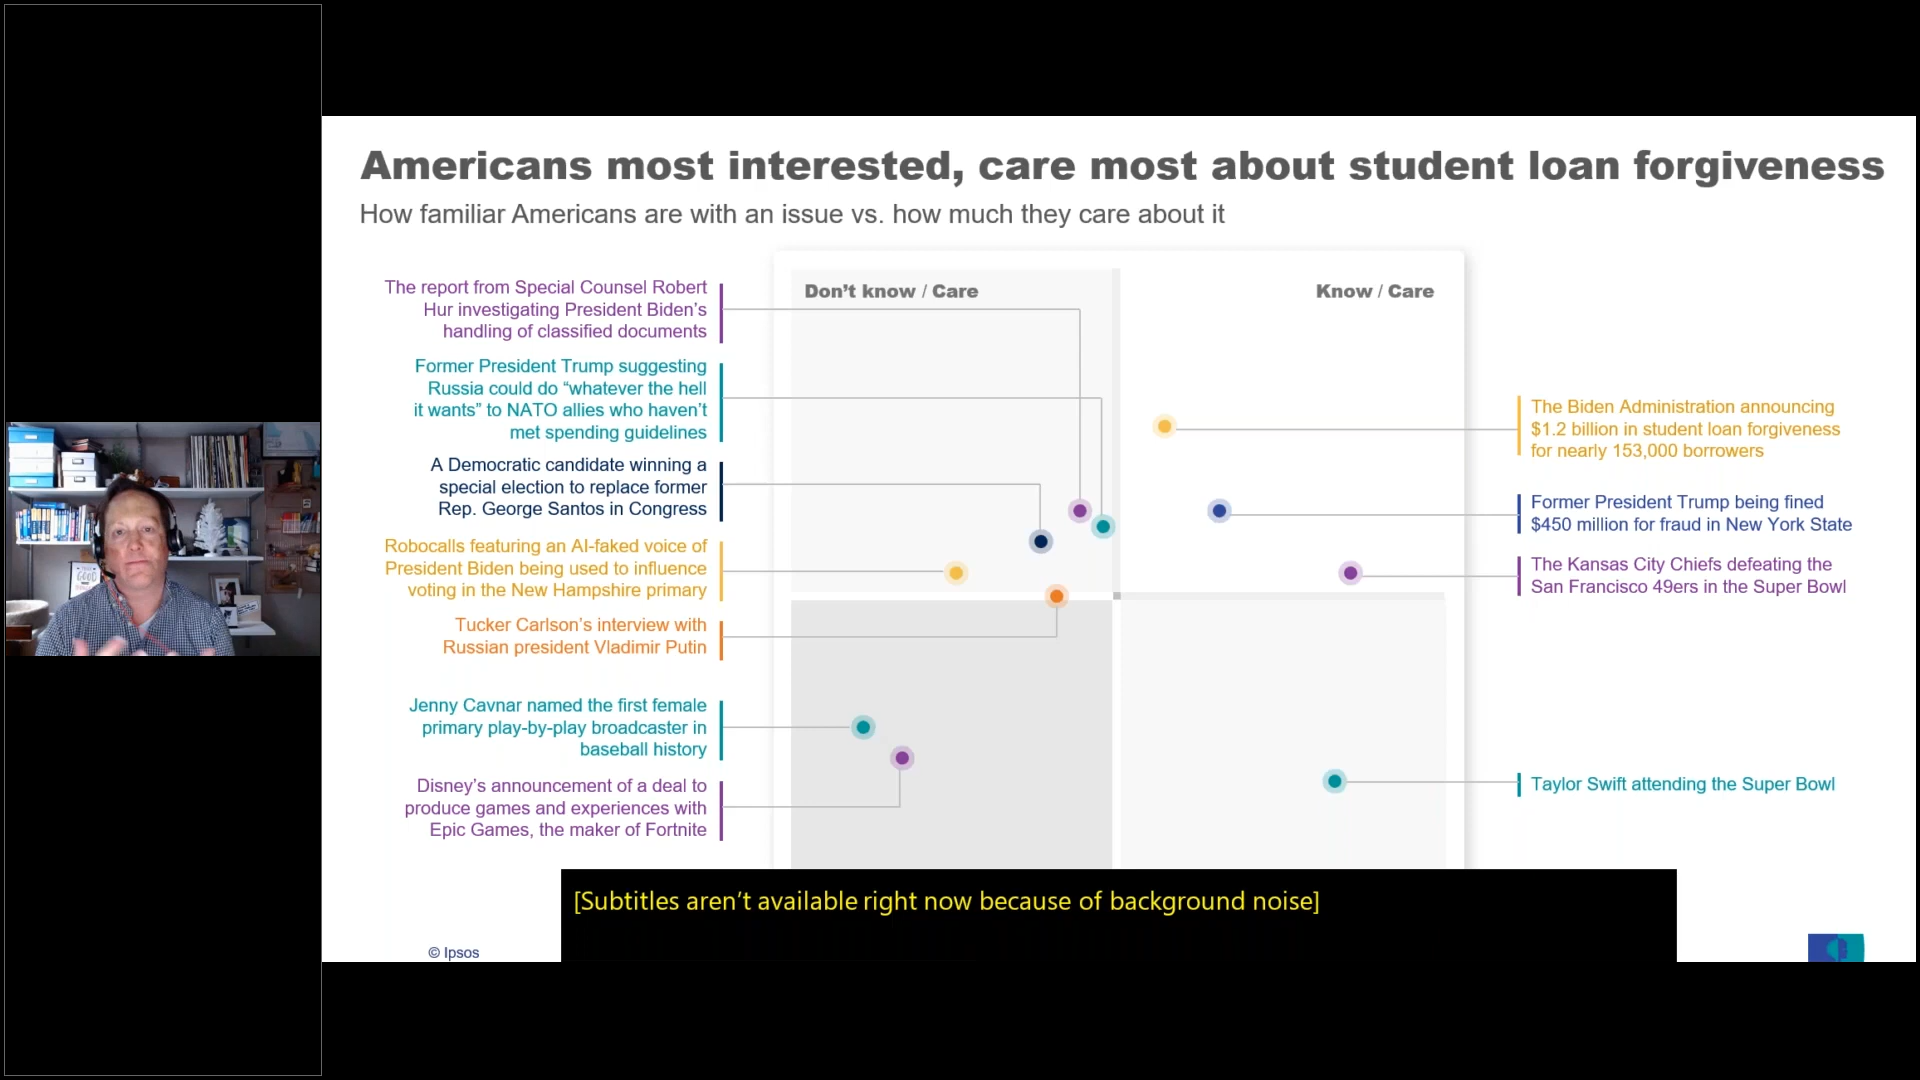 Americans most interested, care most about student loan forgiveness
How familiar Americans are with an issue vs. how much they care about it
The report from Special Counsel Robert
Hur investigating President Biden’s
handling of classified documents
Former President Trump suggesting
Russia could do “whatever the hell
it wants” to NATO allies who haven’t
met spending guidelines
A Democratic candidate winning a
special election to replace former
Rep. George Santos in Congress
Robocalls featuring an AI-faked voice of
President Biden being used to influence
voting in the New Hampshire primary
Tucker Carlson’s interview with
Russian president Vladimir Putin
Jenny Cavnar named the first female
primary play-by-play broadcaster in
baseball history
Disney’s announcement of a deal to
produce games and experiences with
Epic Games, the maker of Fortnite
Don’t know / Care
Know / Care
The Biden Administration announcing
$1.2 billion in student loan forgiveness
for nearly 153,000 borrowers
Former President Trump being fined
$450 million for fraud in New York State
The Kansas City Chiefs defeating the
San Francisco 49ers in the Super Bowl
Taylor Swift attending the Super Bowl
[Subtitles aren’t available right now because of background noise]
© Ipsos